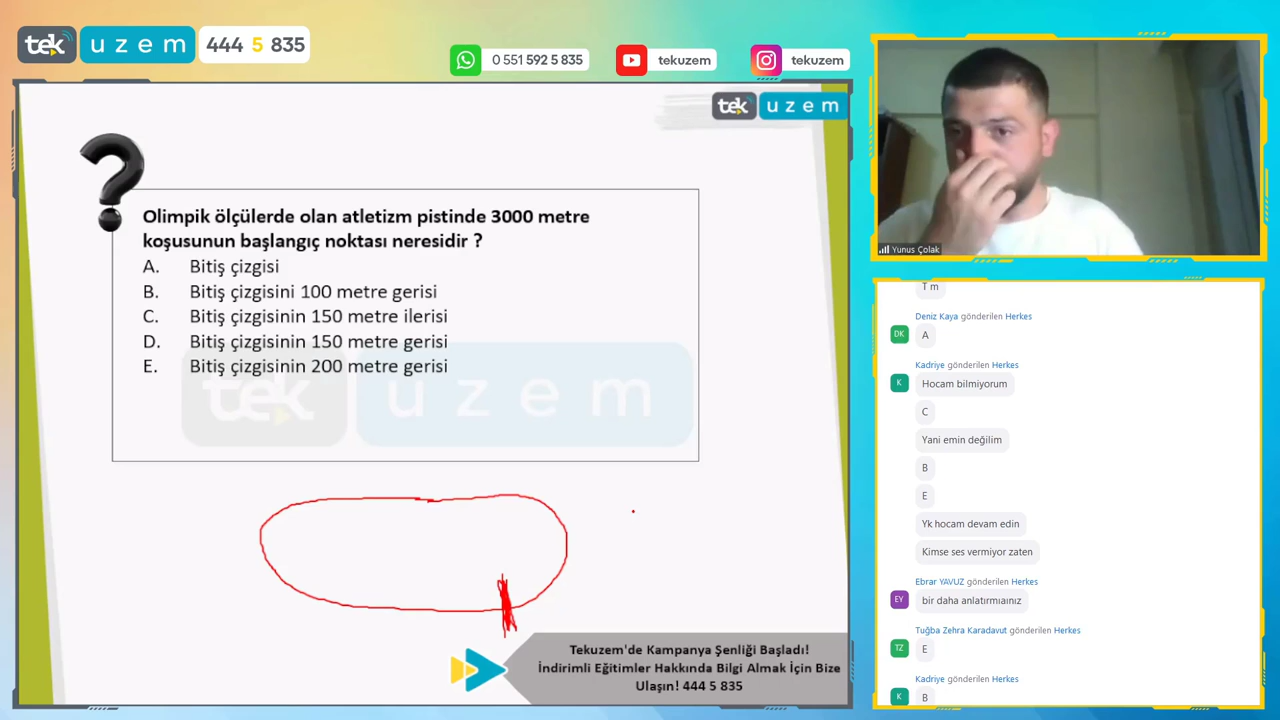 tek uzem 444 5 835
0 551 592 5 835
tekuzem
tekuzem
tek uzem
Olimpik ölçülerde olan atletizm pistinde 3000 metre
koşusunun başlangıç noktası neresidir ?
A. Bitiş çizgisi
B. Bitiş çizgisini 100 metre gerisi
C. Bitiş çizgisinin 150 metre ilerisi
D. Bitiş çizgisinin 150 metre gerisi
E. Bitiş çizgisinin 200 metre gerisi
tek uzem
Tekuzem'de Kampanya Şenliği Başladı!
İndirimli Eğitimler Hakkında Bilgi Almak İçin Bize
Ulaşın! 444 5 835
Yunus Çolak
T m
Deniz Kaya gönderilen Herkes
DK A
Kadriye gönderilen Herkes
K Hocam bilmiyorum
C
Yani emin değilim
B
E
Yk hocam devam edin
Kimse ses vermiyor zaten
Ebrar YAVUZ gönderilen Herkes
EY bir daha anlatırmıaınız
Tuğba Zehra Karadavut gönderilen Herkes
TZ E
Kadriye gönderilen Herkes
K B